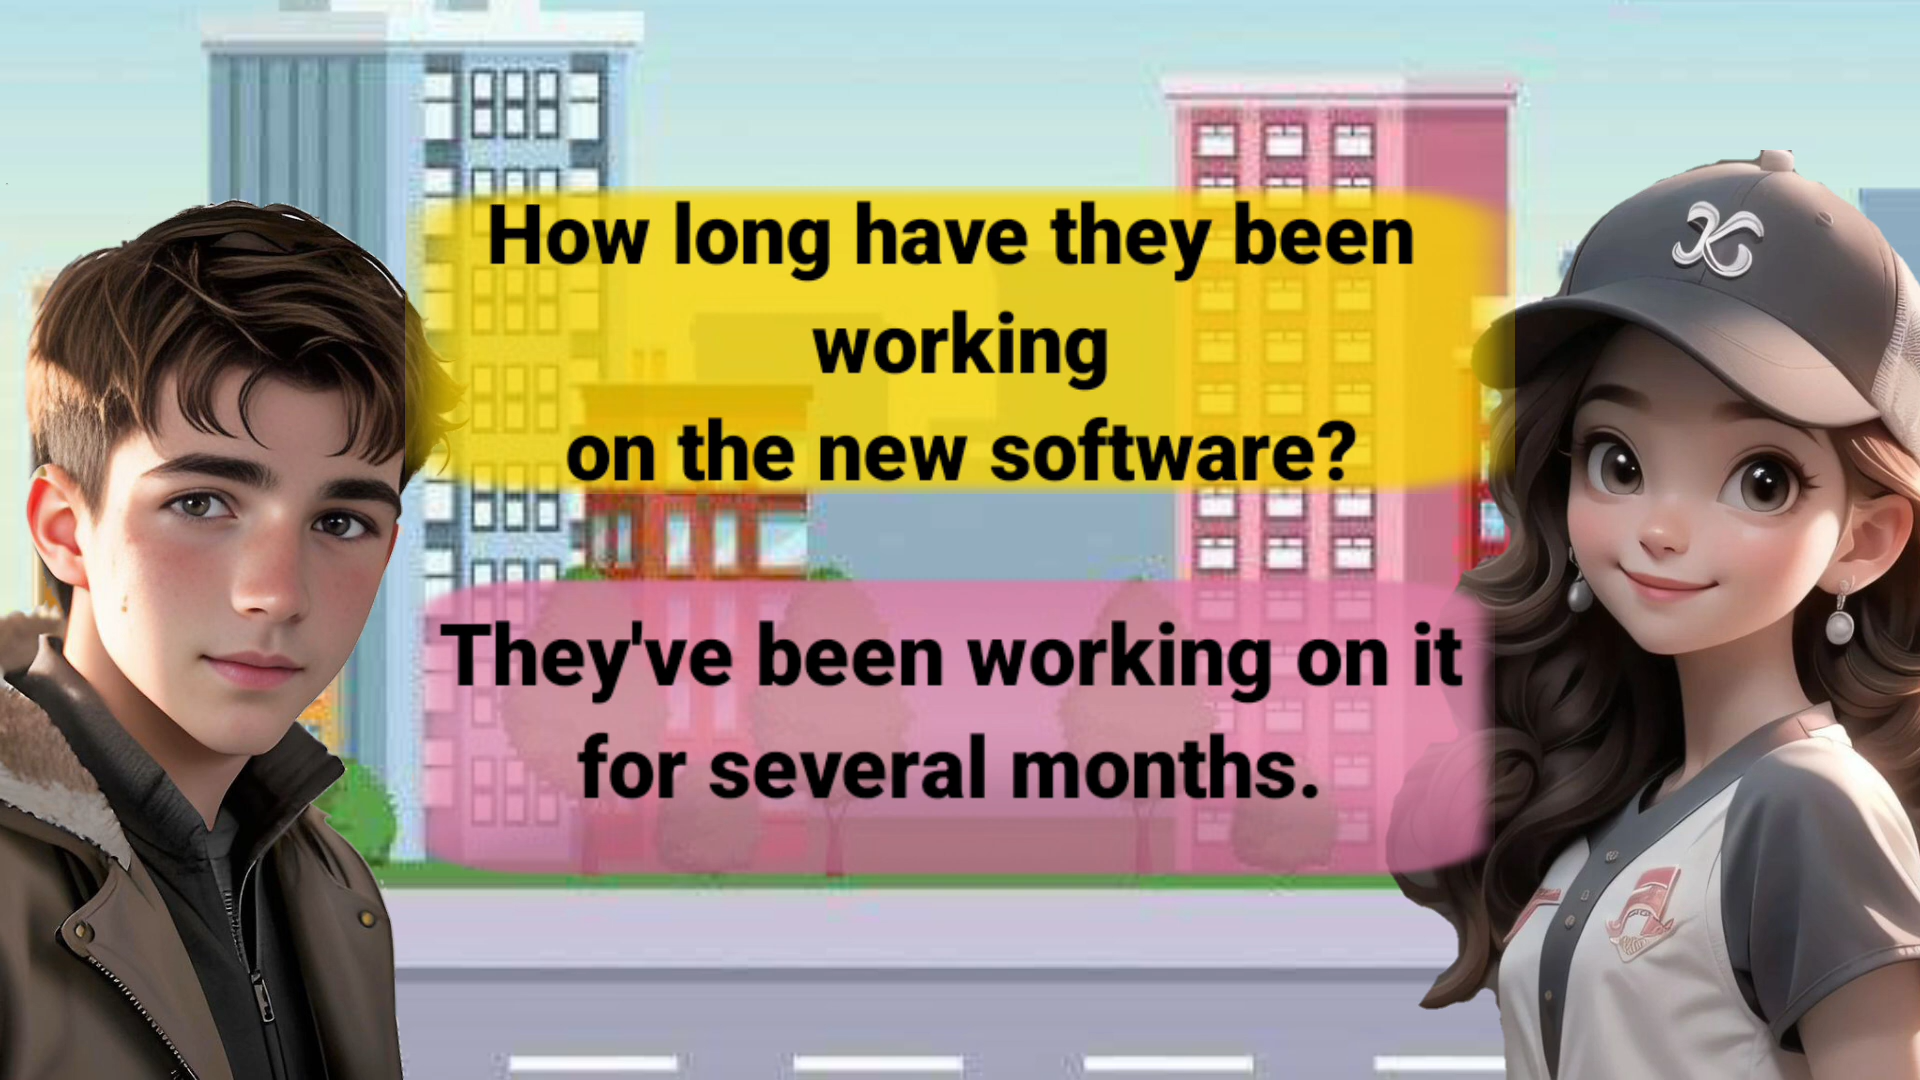 How long have they been
working
on the new software?
They've been working on it
for several months.